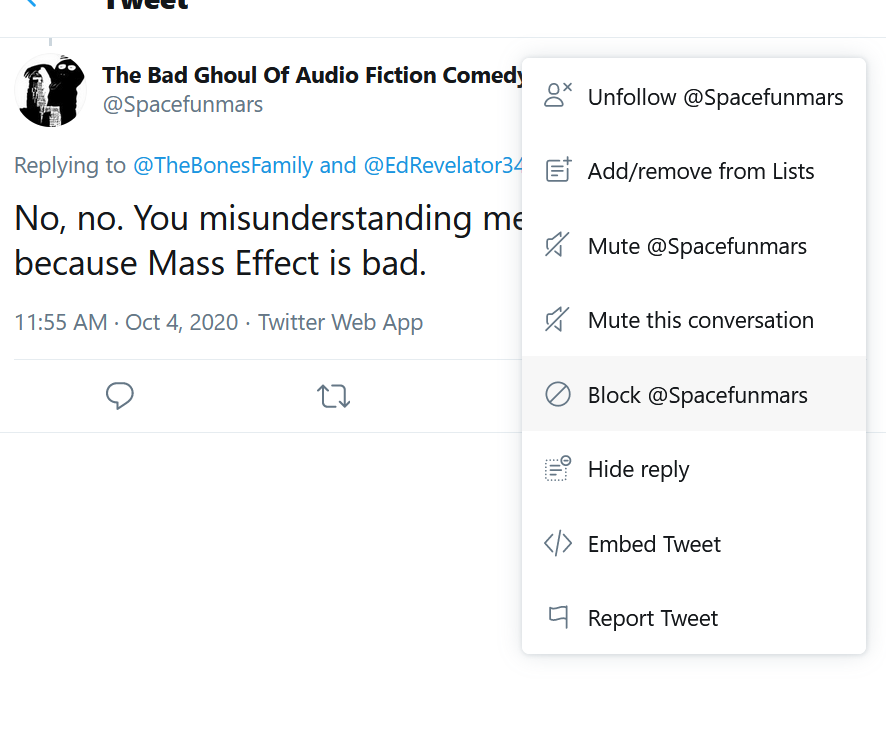 Tweet
The Bad Ghoul Of Audio Fiction Comedy
@Spacefunmars
Replying to @TheBonesFamily and @EdRevelator34
No, no. You misunderstanding me
because Mass Effect is bad.
11:55 AM · Oct 4, 2020 · Twitter Web App
Unfollow @Spacefunmars
Add/remove from Lists
Mute @Spacefunmars
Mute this conversation
Block @Spacefunmars
Hide reply
Embed Tweet
Report Tweet